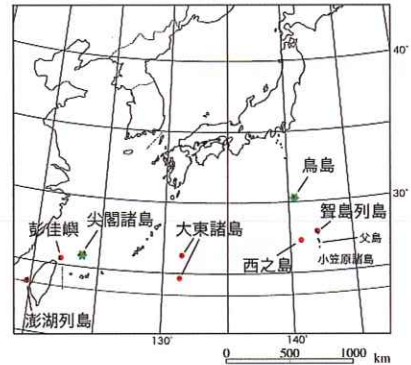 40°
鳥島
30°
聟島列島
彭佳嶼
尖閣諸島
大東諸島
父島
西之島
小笠原諸島
澎湖列島
130°
140°
0 500 1000 km